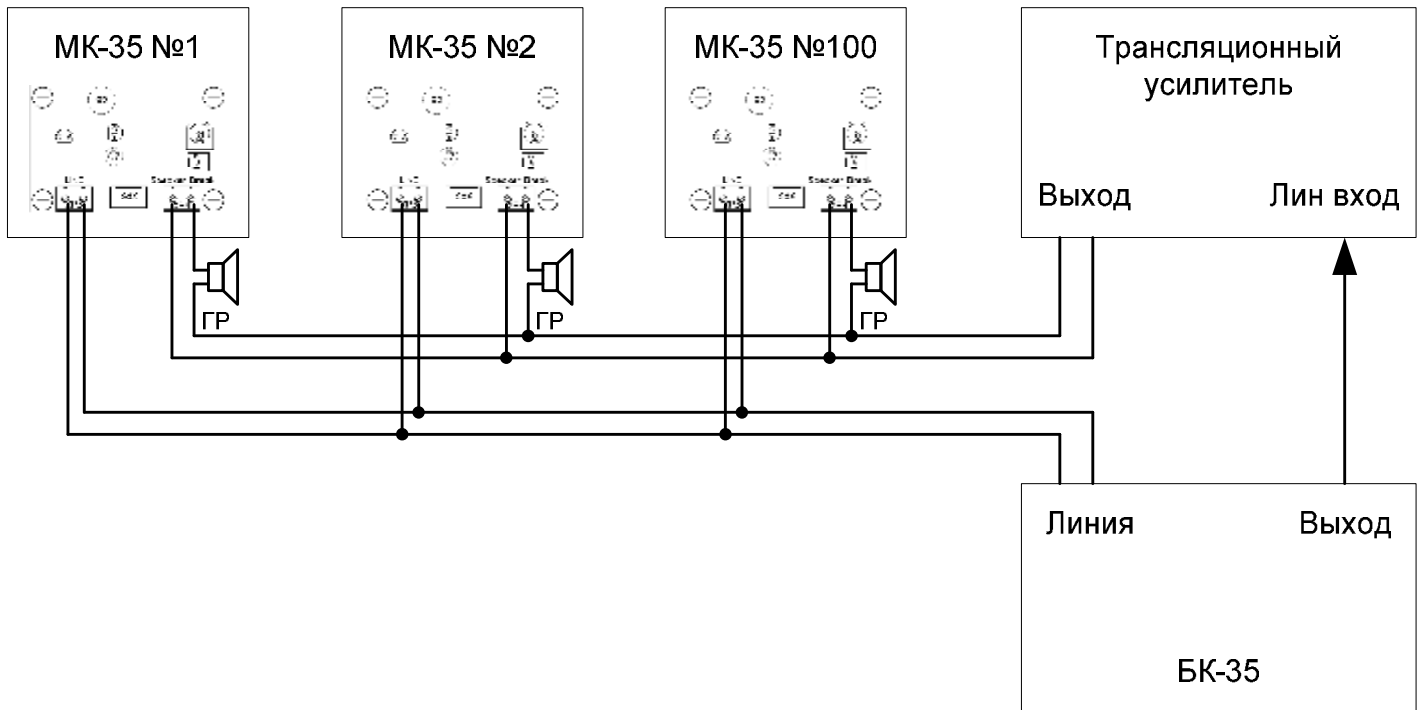 МК-35 №1
МК-35 №2
МК-35 №100
Трансляционный
усилитель
Выход
Лин вход
ГР
ГР
ГР
Линия
Выход
БК-35